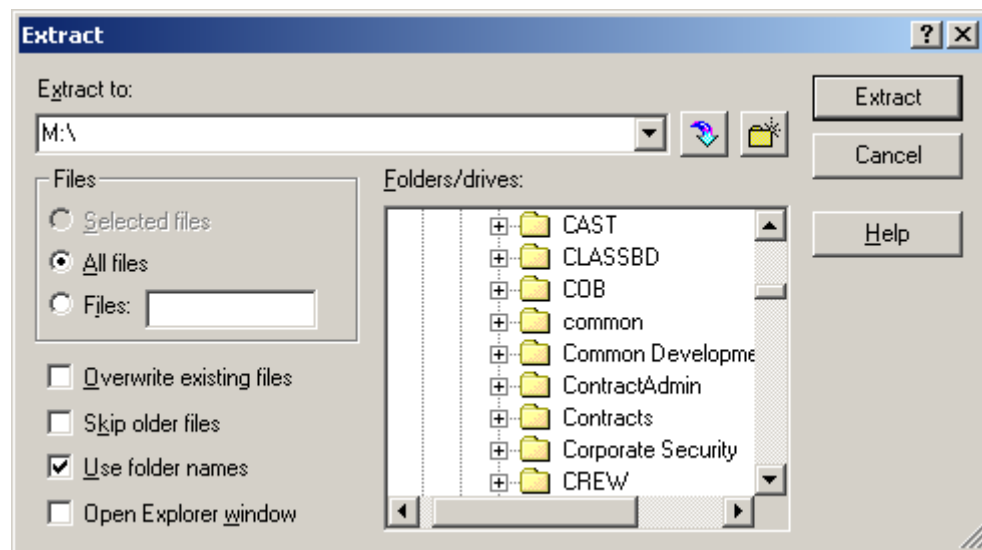 Extract
Extract to:
M:\
Extract
Cancel
Help
Files
Selected files
All files
Files:
Overwrite existing files
Skip older files
Use folder names
Open Explorer window
Folders/drives:
CAST
CLASSBD
COB
common
Common Developme
ContractAdmin
Contracts
Corporate Security
CREW